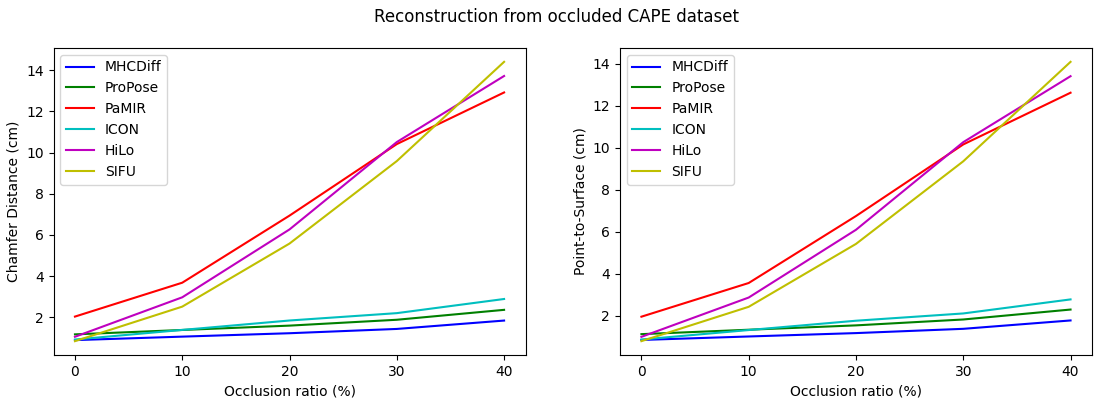 Reconstruction from occluded CAPE dataset
Chamfer Distance (cm)
14
12
10
8
6
4
2
MHCDiff
ProPose
PaMIR
ICON
HiLo
SIFU
0 10 20 30 40
Occlusion ratio (%)
Point-to-Surface (cm)
14
12
10
8
6
4
2
MHCDiff
ProPose
PaMIR
ICON
HiLo
SIFU
0 10 20 30 40
Occlusion ratio (%)